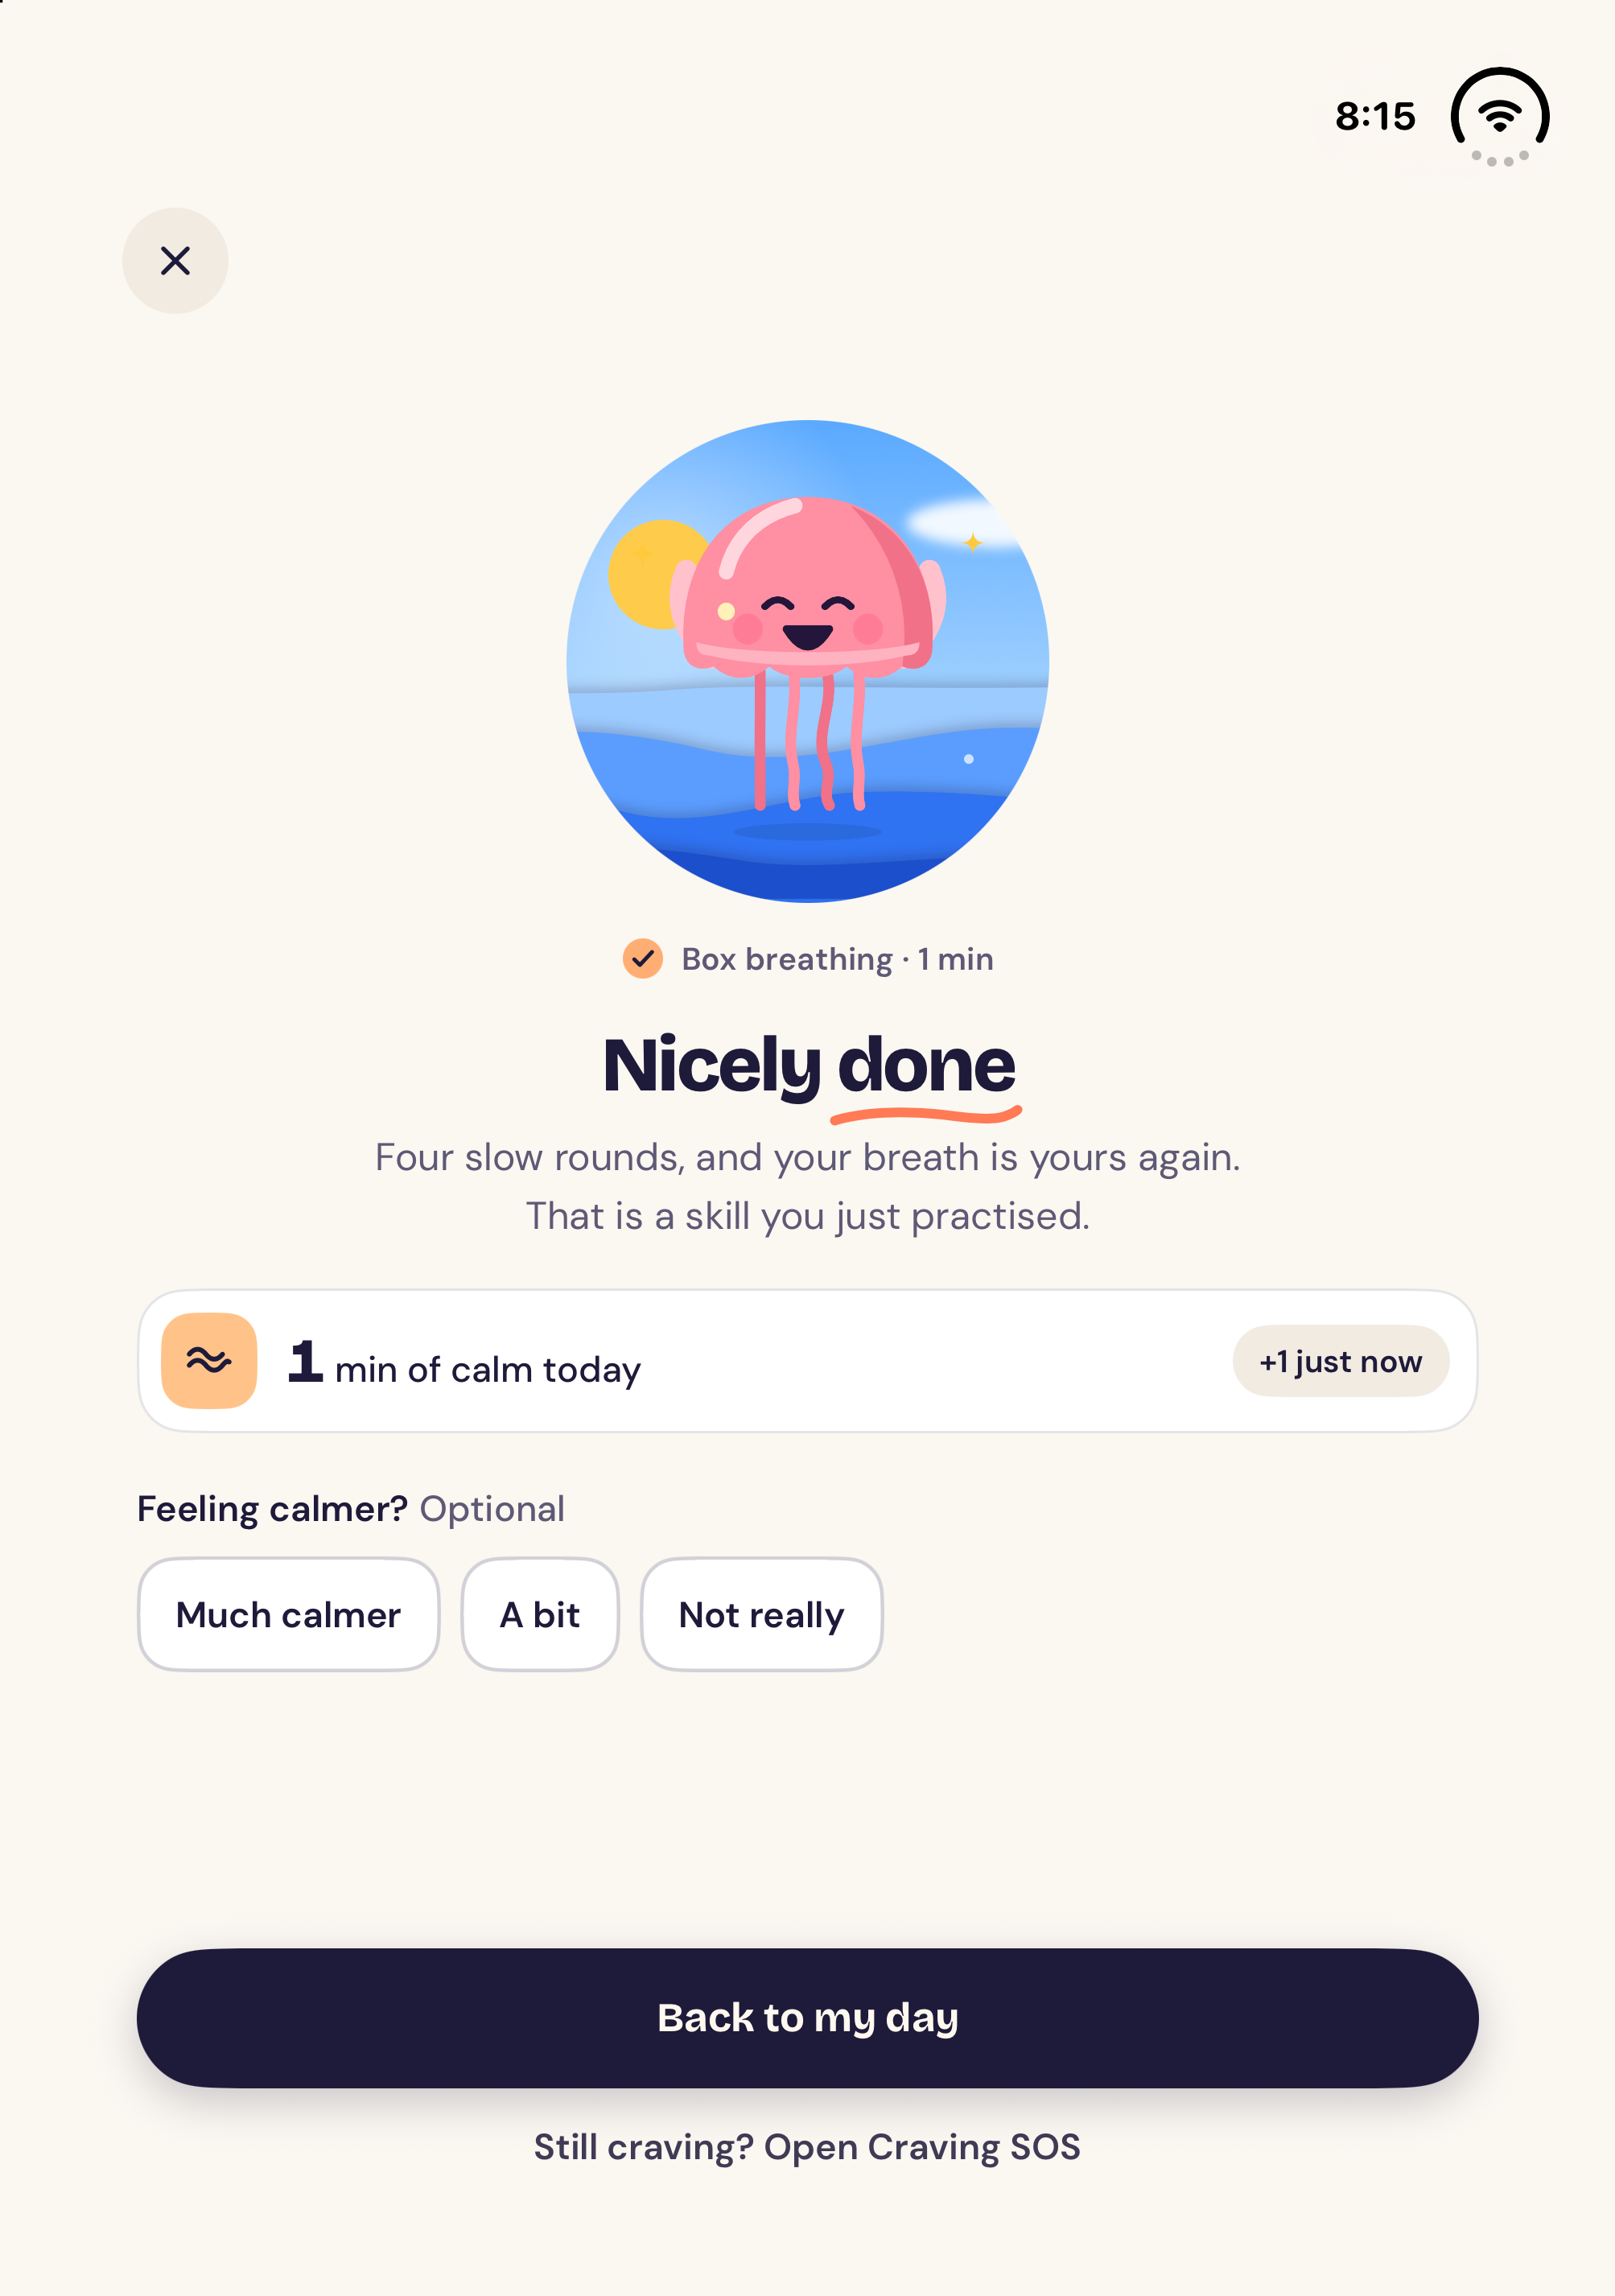 8:15
Box breathing · 1 min
Nicely done
Four slow rounds, and your breath is yours again.
That is a skill you just practised.
1 min of calm today
+1 just now
Feeling calmer? Optional
Much calmer
A bit
Not really
Back to my day
Still craving? Open Craving SOS